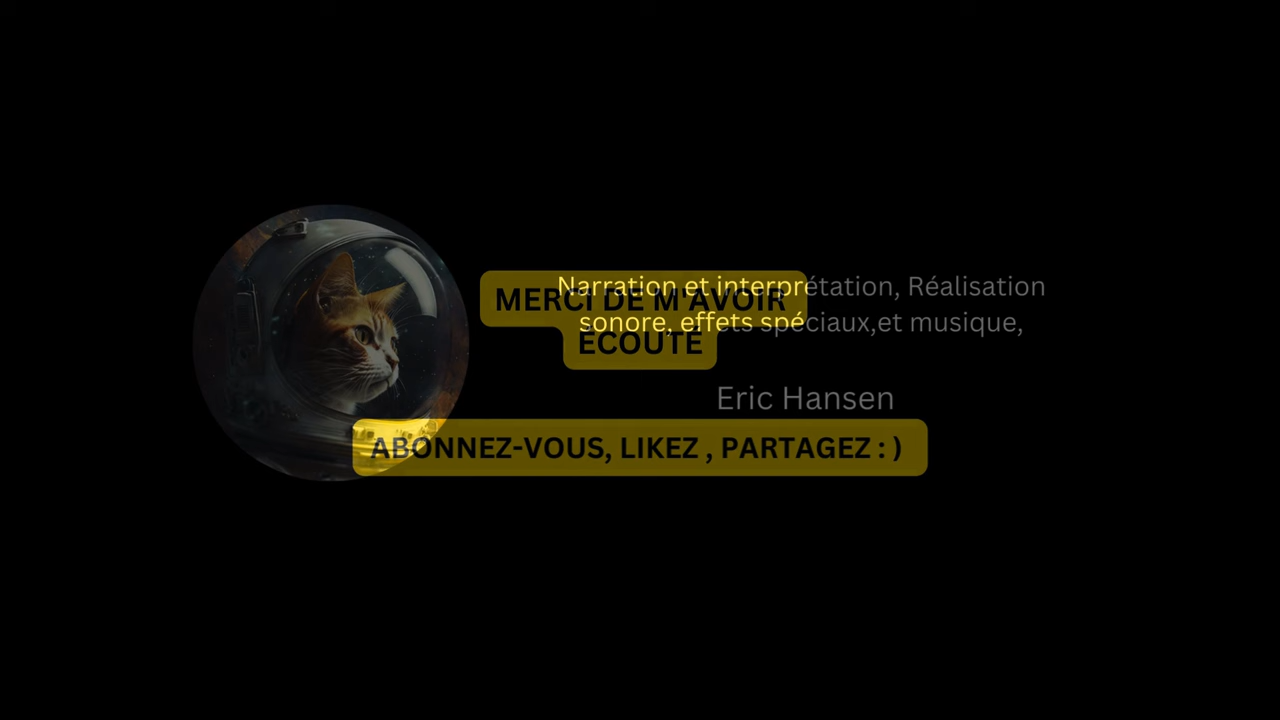 Narration et interprétation, Réalisation
sonore, effets spéciaux,et musique,
Eric Hansen
MERCI DE M'AVOIR
ÉCOUTÉ
ABONNEZ-VOUS, LIKEZ , PARTAGEZ : )